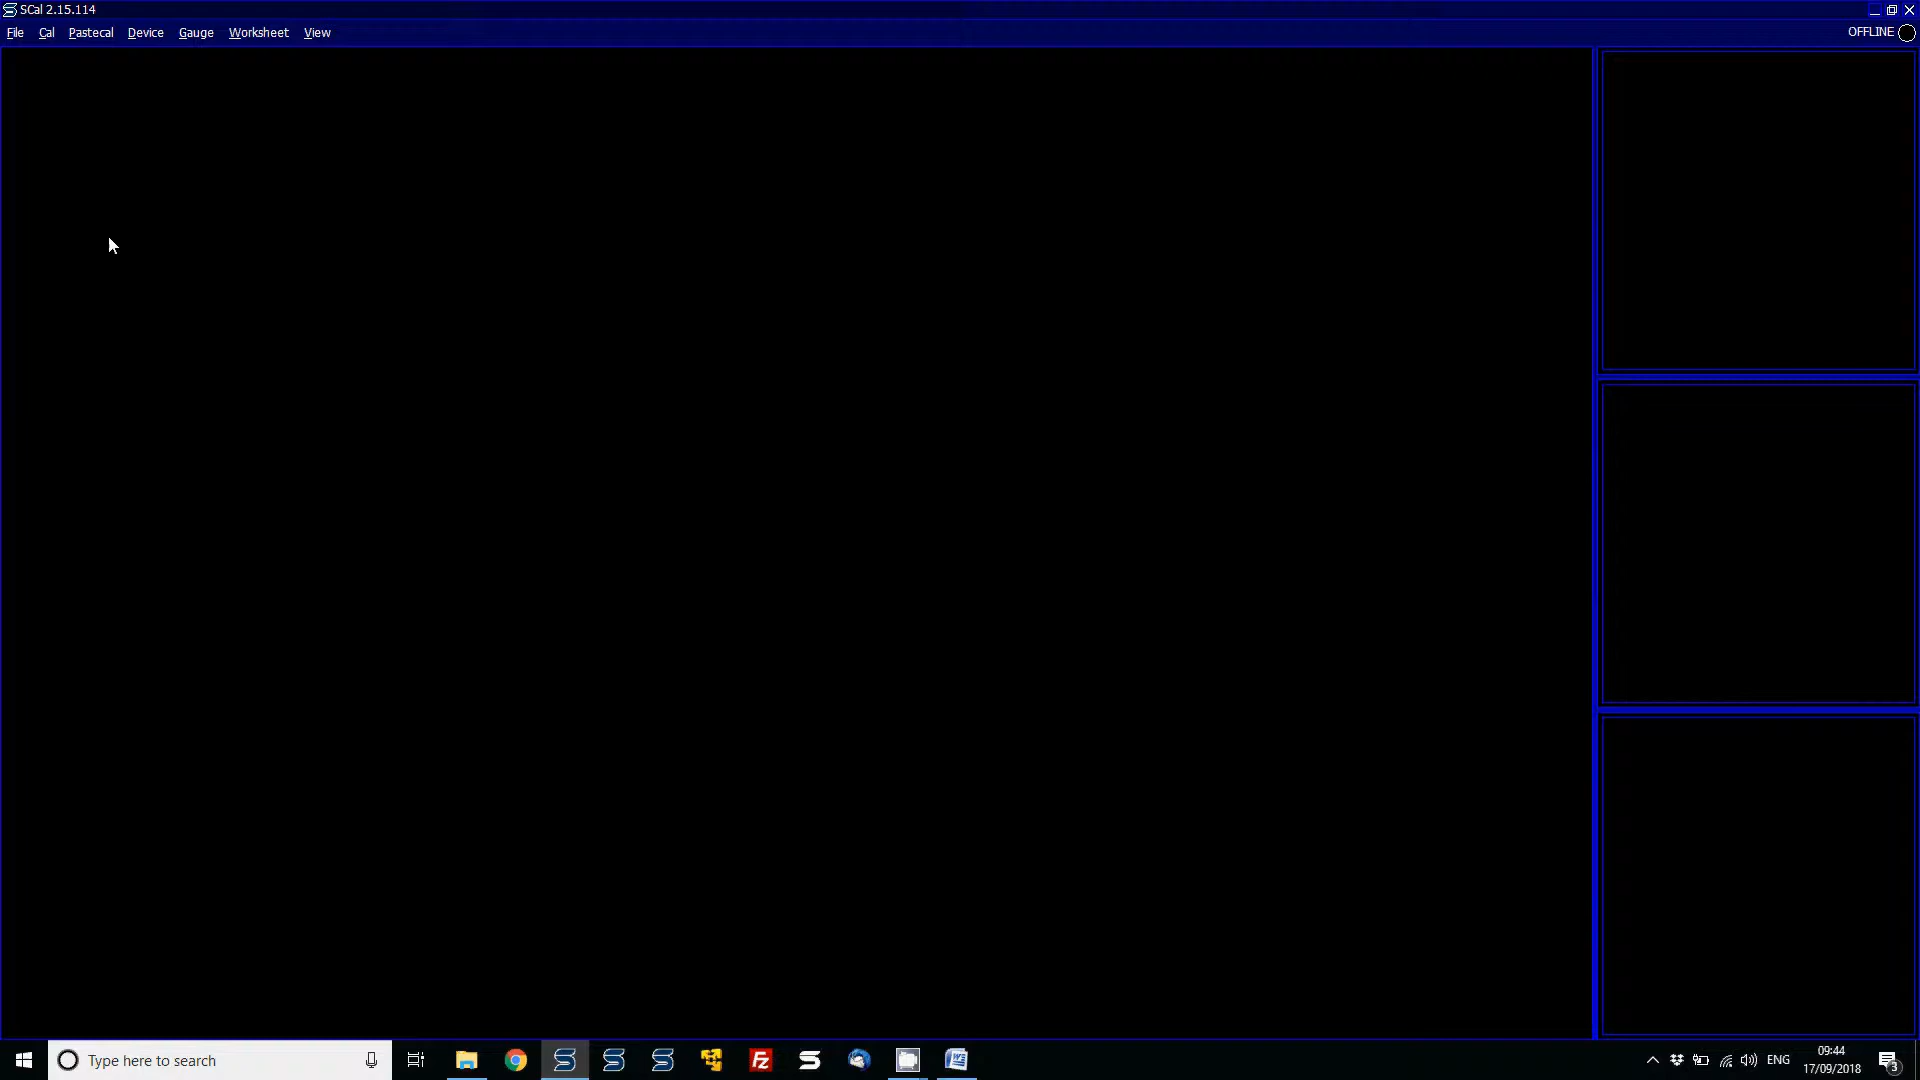 SCal 2.15.114
File Cal Pastecal Device Gauge Worksheet View OFFLINE
Type here to search
ENG
09:44
17/09/2018
3